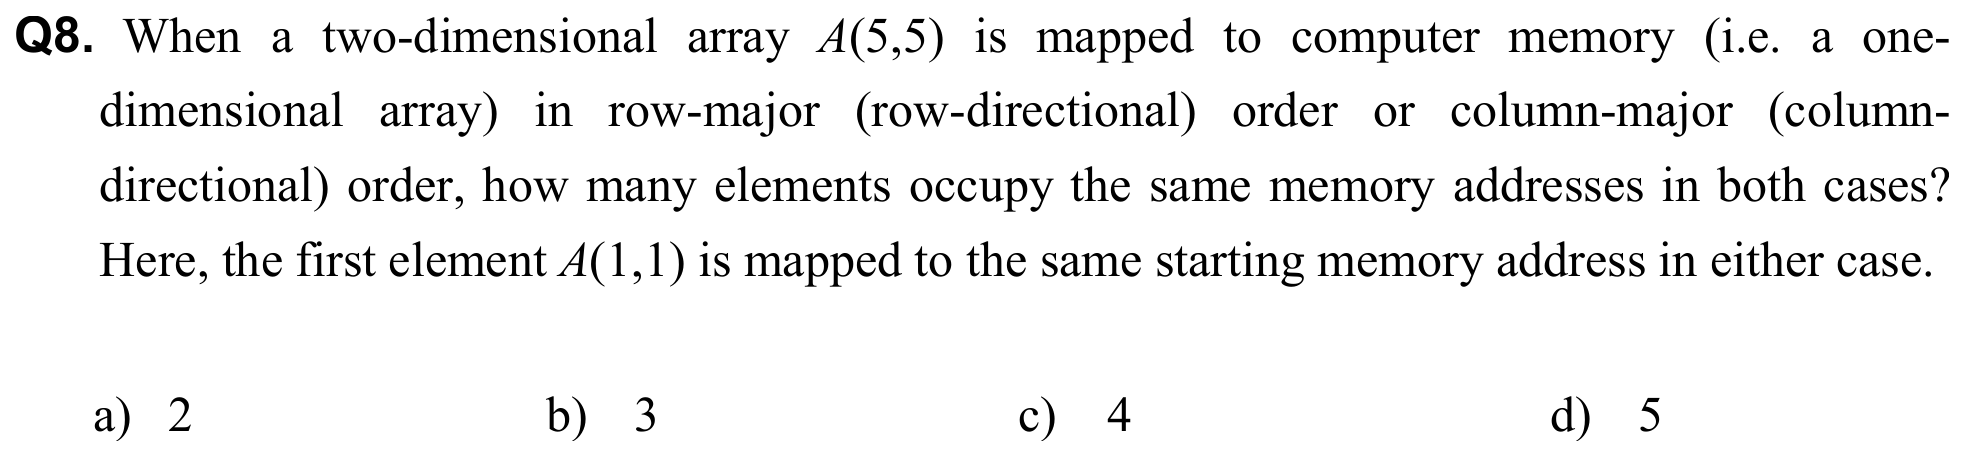 Q8. When a two-dimensional array A(5,5) is mapped to computer memory (i.e. a one-
dimensional array) in row-major (row-directional) order or column-major (column-
directional) order, how many elements occupy the same memory addresses in both cases?
Here, the first element A(1,1) is mapped to the same starting memory address in either case.
a) 2 b) 3 c) 4 d) 5